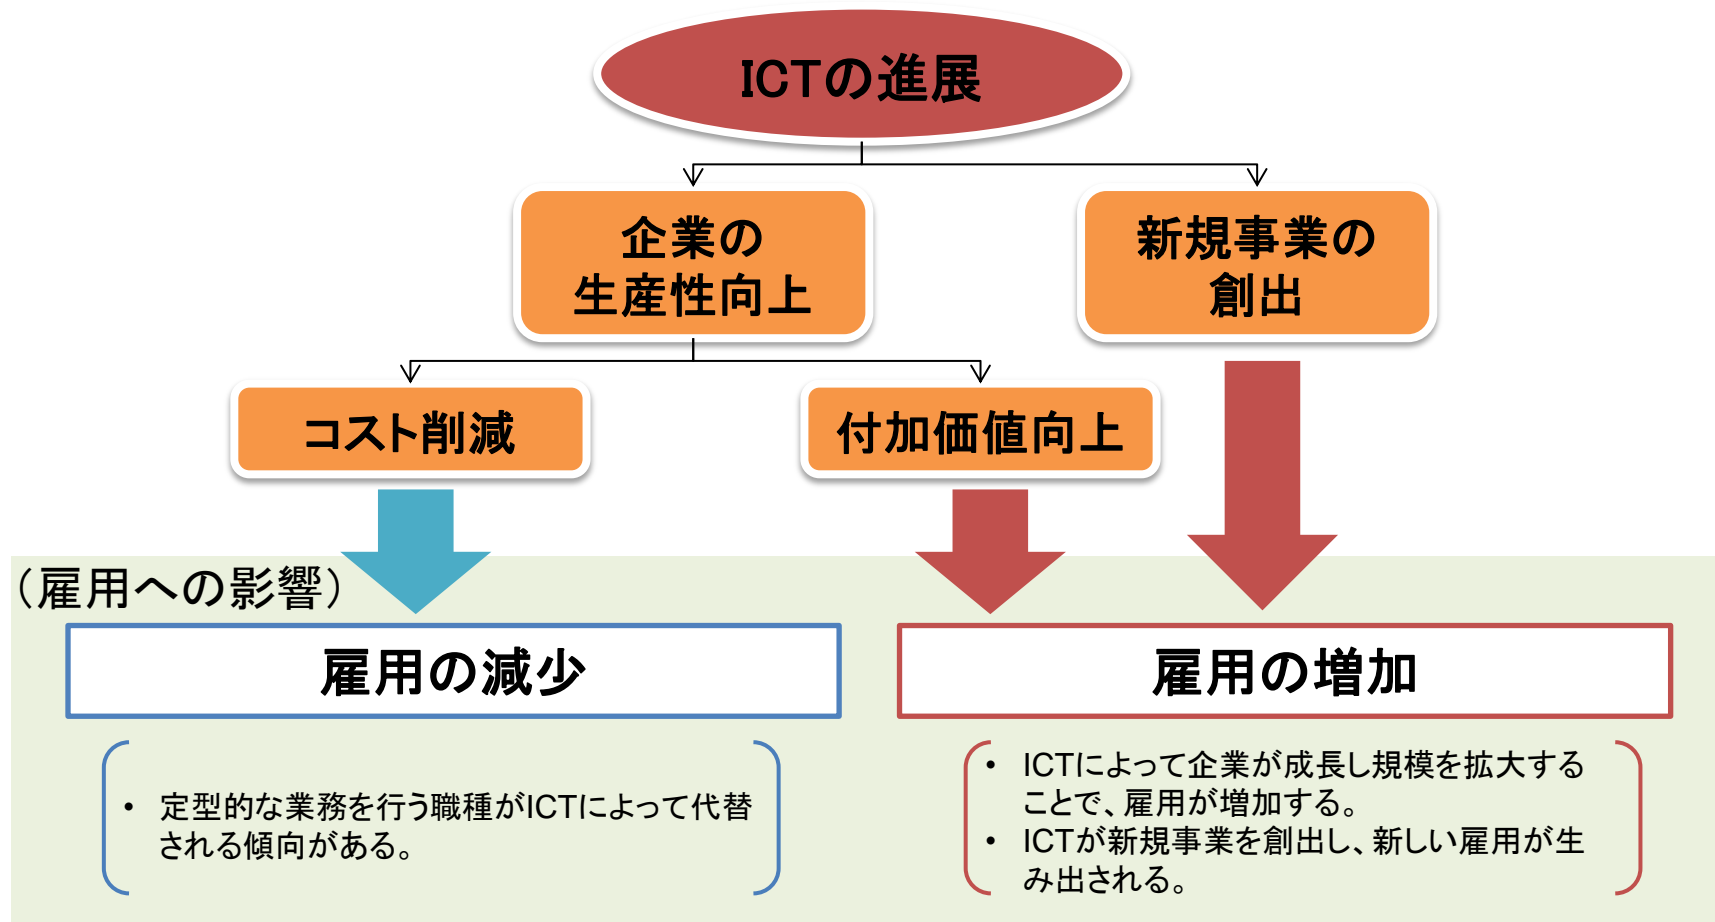 ICTの進展
企業の
生産性向上
新規事業の
創出
コスト削減
付加価値向上
（雇用への影響）
雇用の減少
雇用の増加
• 定型的な業務を行う職種がICTによって代替
される傾向がある。
• ICTによって企業が成長し規模を拡大する
ことで、雇用が増加する。
• ICTが新規事業を創出し、新しい雇用が生
み出される。